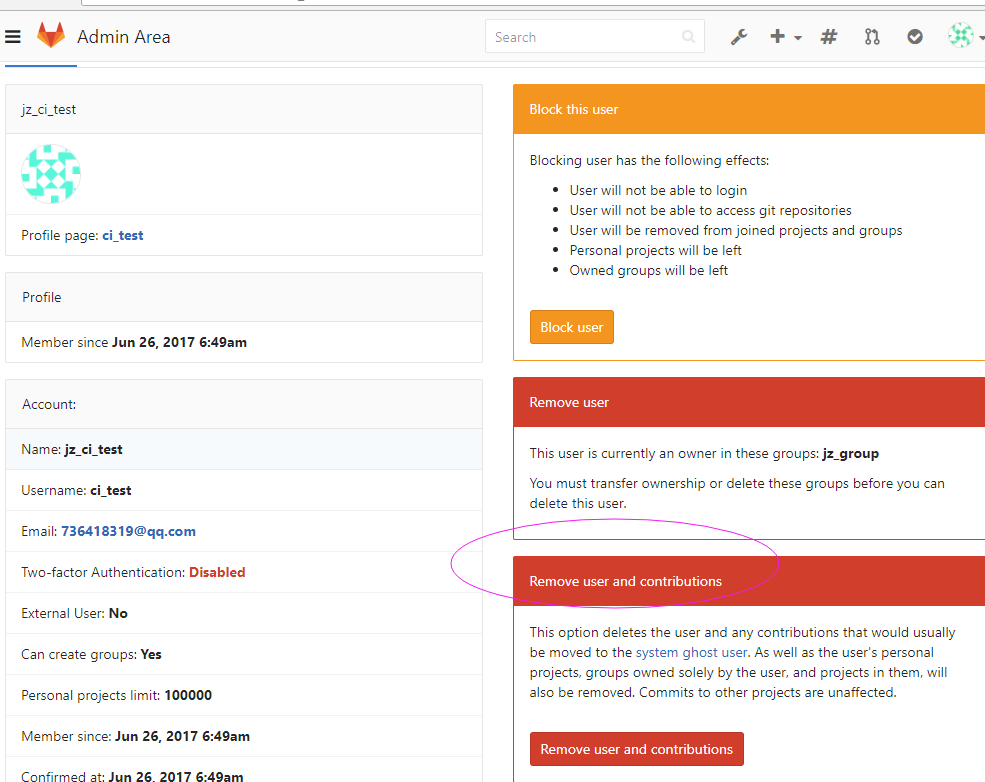 Admin Area
Search
jz_ci_test
Profile page: ci_test
Profile
Member since Jun 26, 2017 6:49am
Account:
Name: jz_ci_test
Username: ci_test
Email: 736418319@qq.com
Two-factor Authentication: Disabled
External User: No
Can create groups: Yes
Personal projects limit: 100000
Member since: Jun 26, 2017 6:49am
Confirmed at: Jun 26, 2017 6:49am
Block this user
Blocking user has the following effects:
User will not be able to login
User will not be able to access git repositories
User will be removed from joined projects and groups
Personal projects will be left
Owned groups will be left
Block user
Remove user
This user is currently an owner in these groups: jz_group
You must transfer ownership or delete these groups before you can
delete this user.
Remove user and contributions
This option deletes the user and any contributions that would usually
be moved to the system ghost user. As well as the user's personal
projects, groups owned solely by the user, and projects in them, will
also be removed. Commits to other projects are unaffected.
Remove user and contributions